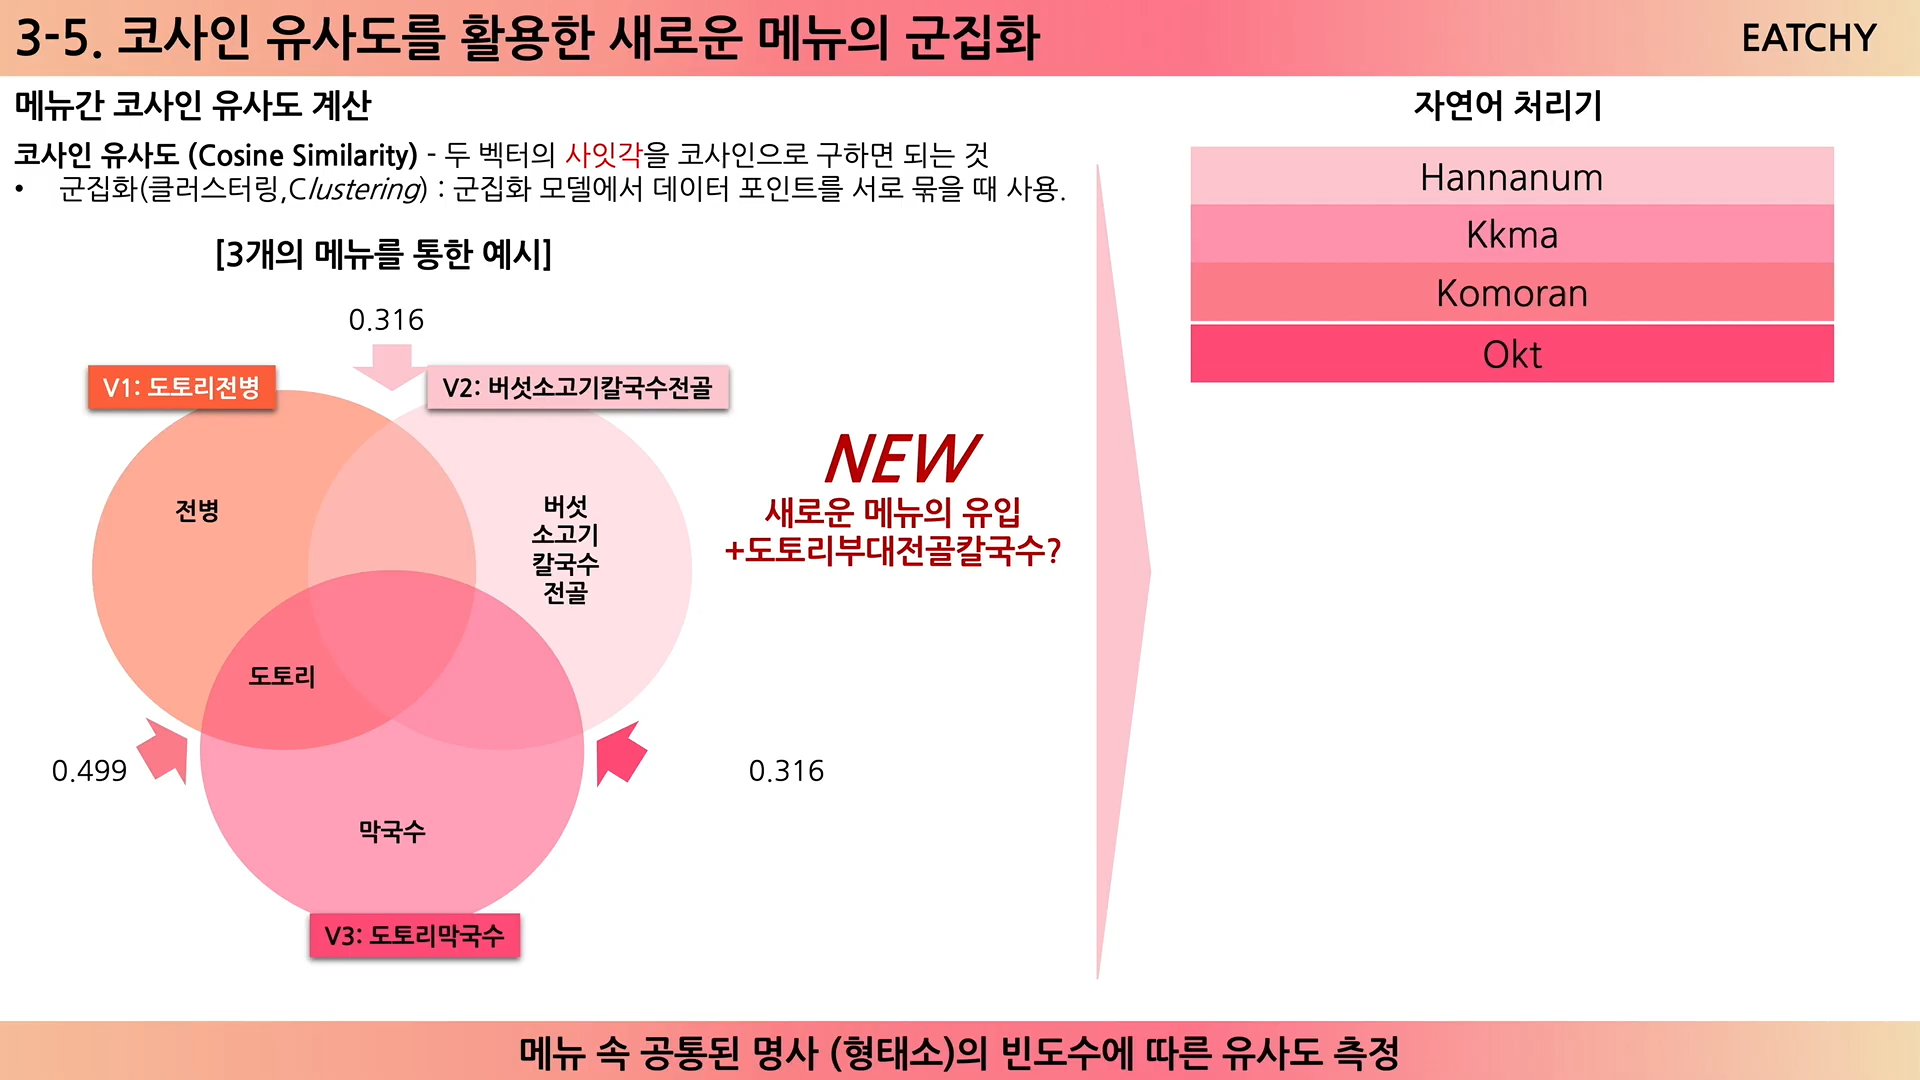 3-5. 코사인 유사도를 활용한 새로운 메뉴의 군집화
EATCHY
메뉴간 코사인 유사도 계산
코사인 유사도 (Cosine Similarity) - 두 벡터의 사잇각을 코사인으로 구하면 되는 것
• 군집화(클러스터링,Clustering) : 군집화 모델에서 데이터 포인트를 서로 묶을 때 사용.
[3개의 메뉴를 통한 예시]
0.316
V1: 도토리전병
V2: 버섯소고기칼국수전골
전병
버섯
소고기
칼국수
전골
도토리
0.499
0.316
막국수
V3: 도토리막국수
NEW
새로운 메뉴의 유입
+도토리부대전골칼국수?
자연어 처리기
Hannanum
Kkma
Komoran
Okt
메뉴 속 공통된 명사 (형태소)의 빈도수에 따른 유사도 측정